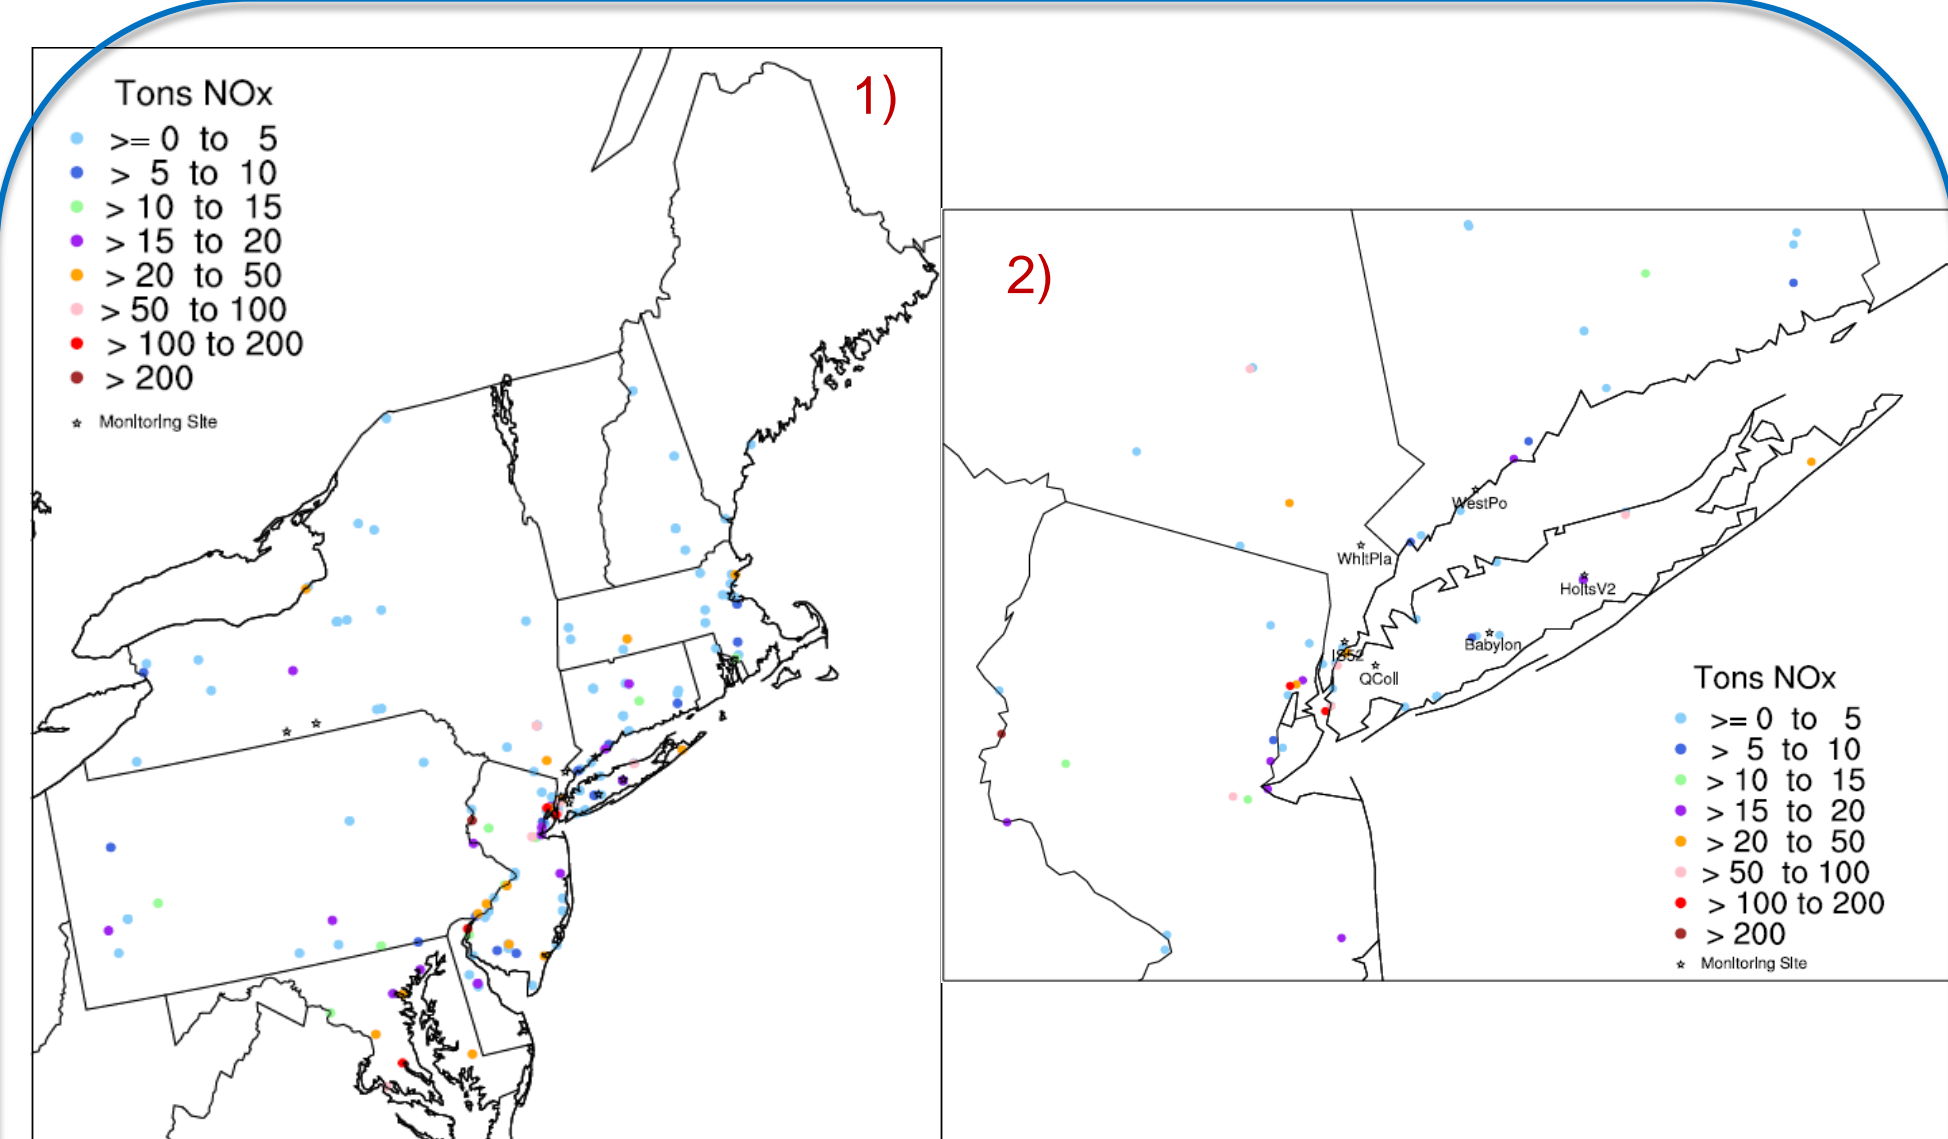 1)
Tons NOx
>= 0 to 5
> 5 to 10
> 10 to 15
> 15 to 20
> 20 to 50
> 50 to 100
> 100 to 200
> 200
Monitoring Site
2)
WestPo
WhitPla
HoltsV2
IS52
Babylon
QColl
Tons NOx
>= 0 to 5
> 5 to 10
> 10 to 15
> 15 to 20
> 20 to 50
> 50 to 100
> 100 to 200
> 200
Monitoring Site